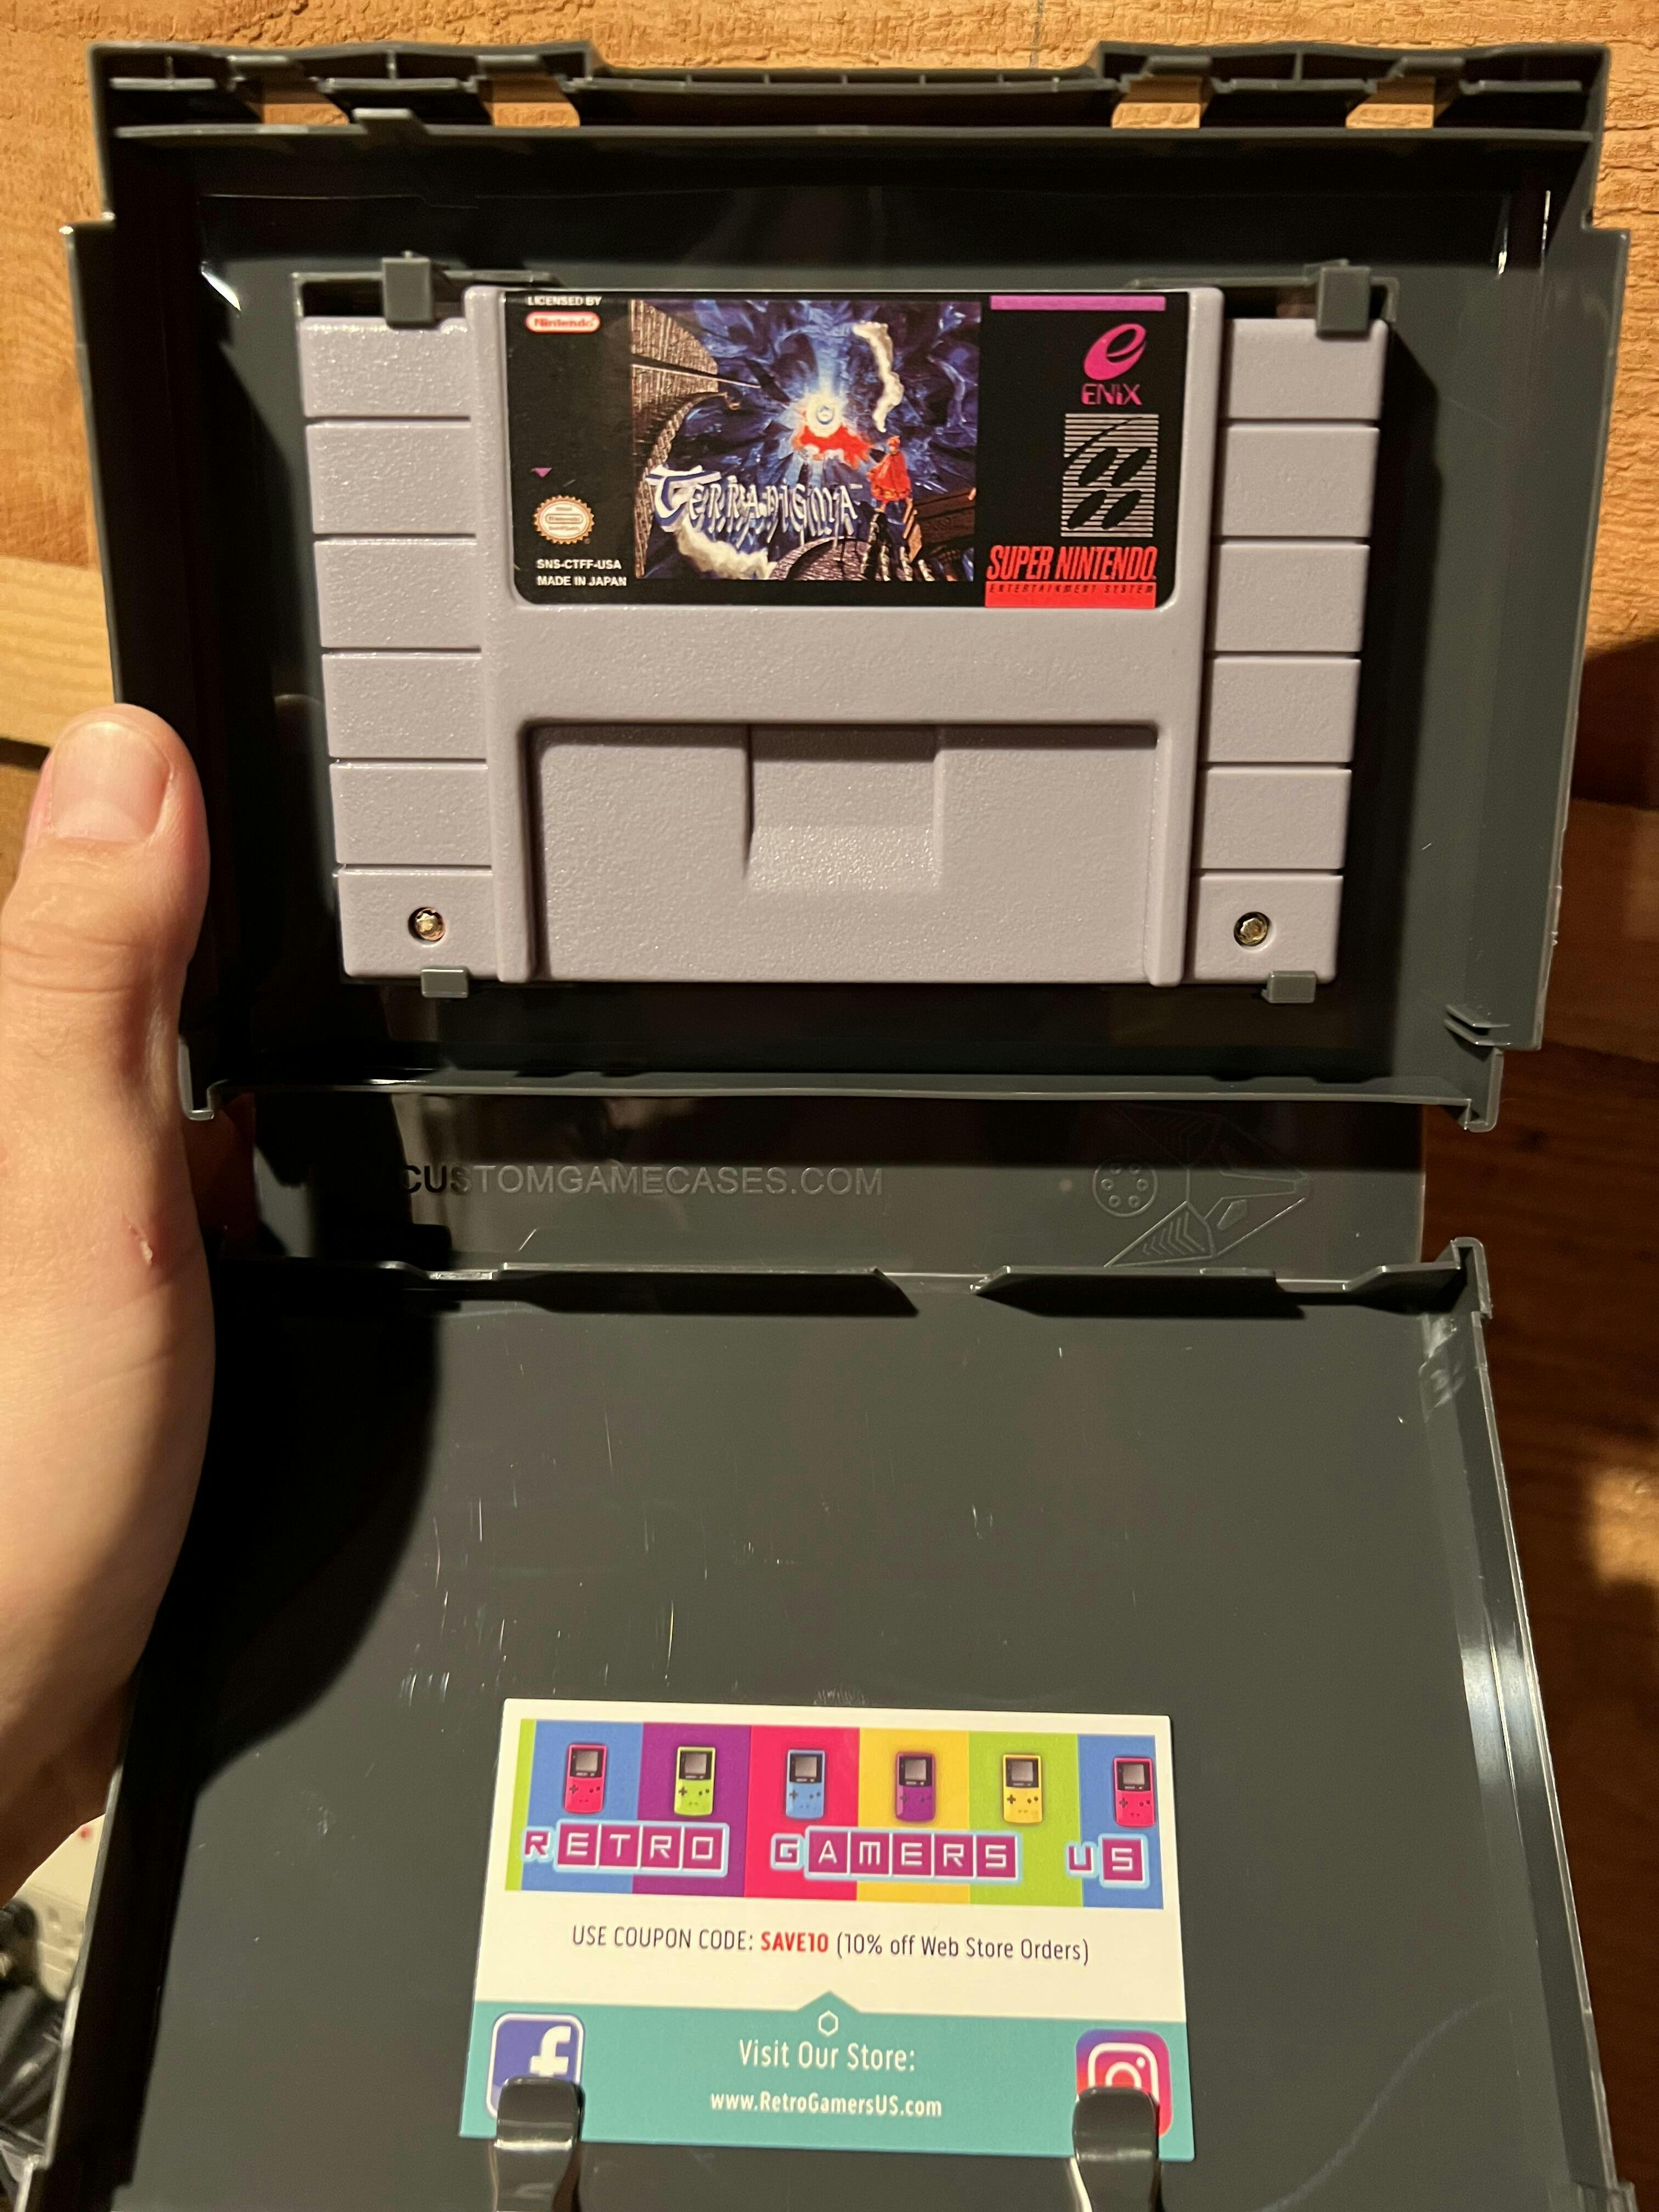 LICENSED BY
Nintendo
TERRANIGMA
ENIX
SNS-CTFF-USA
MADE IN JAPAN
SUPER NINTENDO
ENTERTAINMENT SYSTEM
CUSTOMGAMECASES.COM
RETRO GAMERS US
USE COUPON CODE: SAVE10 (10% off Web Store Orders)
Visit Our Store:
www.RetroGamersUS.com